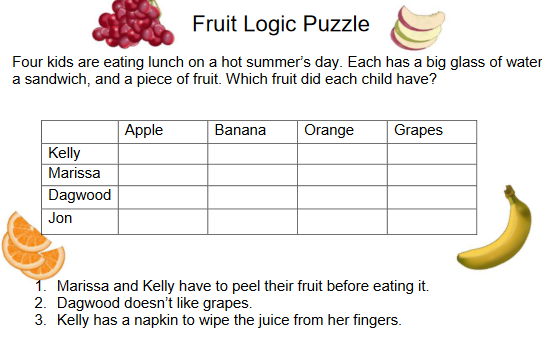 Fruit Logic Puzzle
Four kids are eating lunch on a hot summer's day. Each has a big glass of water
a sandwich, and a piece of fruit. Which fruit did each child have?
Apple Banana Orange Grapes
Kelly
Marissa
Dagwood
Jon
1. Marissa and Kelly have to peel their fruit before eating it.
2. Dagwood doesn't like grapes.
3. Kelly has a napkin to wipe the juice from her fingers.